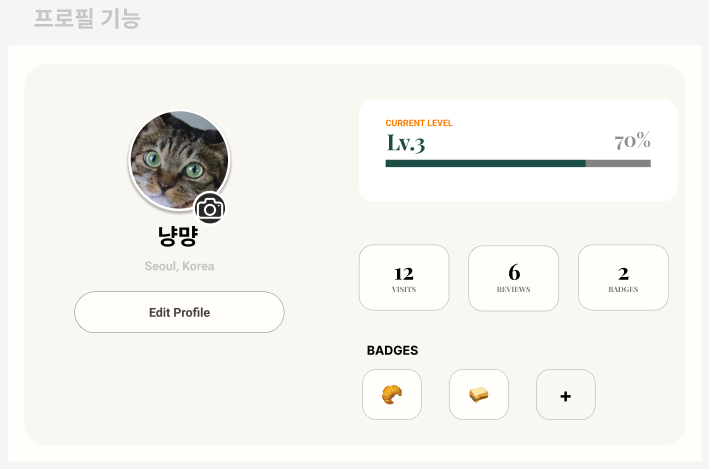 프로필 기능
냥먕
Seoul, Korea
Edit Profile
CURRENT LEVEL
Lv.3
70%
12
VISITS
6
REVIEWS
2
BADGES
BADGES
+